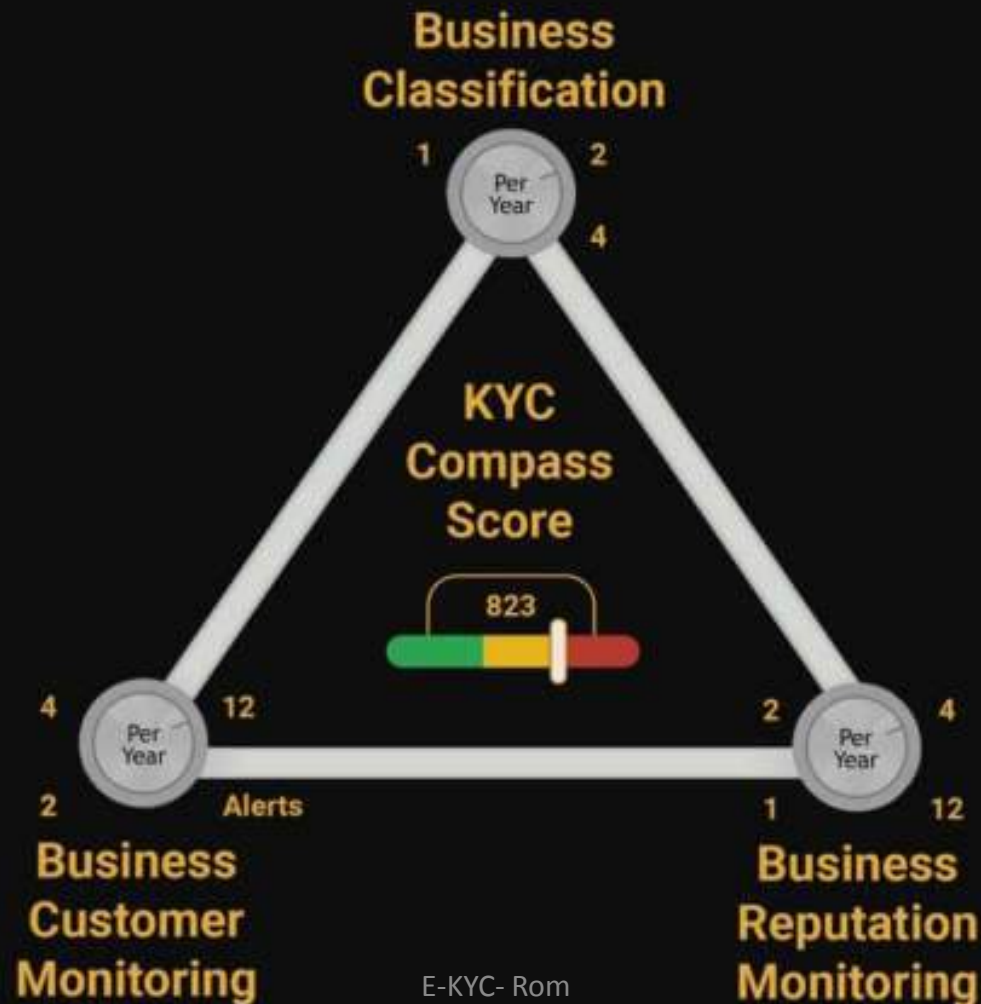 Business
Classification
1
2
Per
Year
4
KYC
Compass
Score
823
4
12
Per
Year
2
Alerts
Business
Customer
Monitoring
2
4
Per
Year
1
12
Business
Reputation
Monitoring
E-KYC- Rom